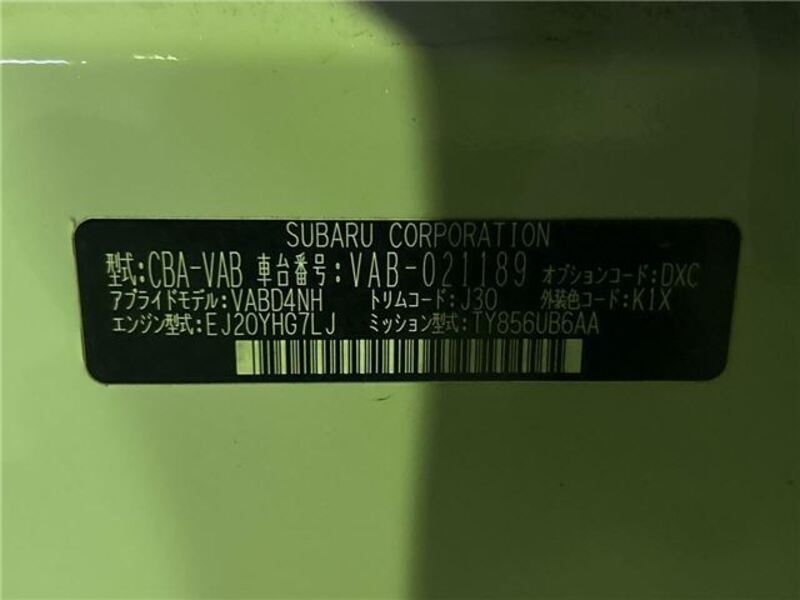 SUBARU CORPORATION
型式:CBA-VAB 車台番号:VAB-021189 オプションコード:DXC
アプライドモデル:VABD4NH トリムコード:J30 外装色コード:K1X
エンジン型式:EJ20YHG7LJ ミッション型式:TY856UB6AA